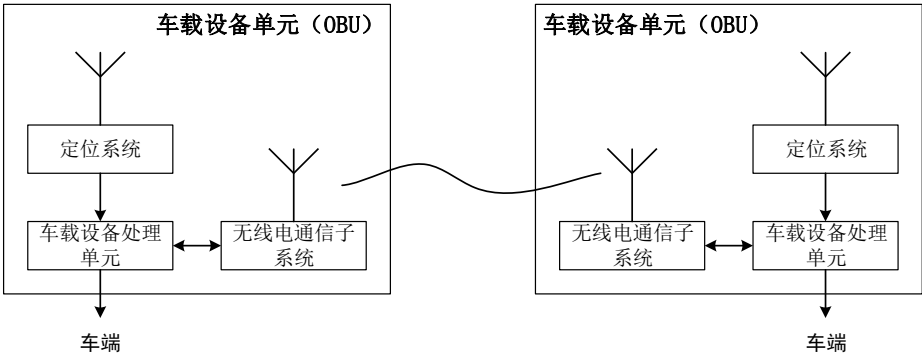 车载设备单元（OBU）
定位系统
车载设备处理
单元
无线电通信子
系统
车端
车载设备单元（OBU）
定位系统
无线电通信子
系统
车载设备处理
单元
车端